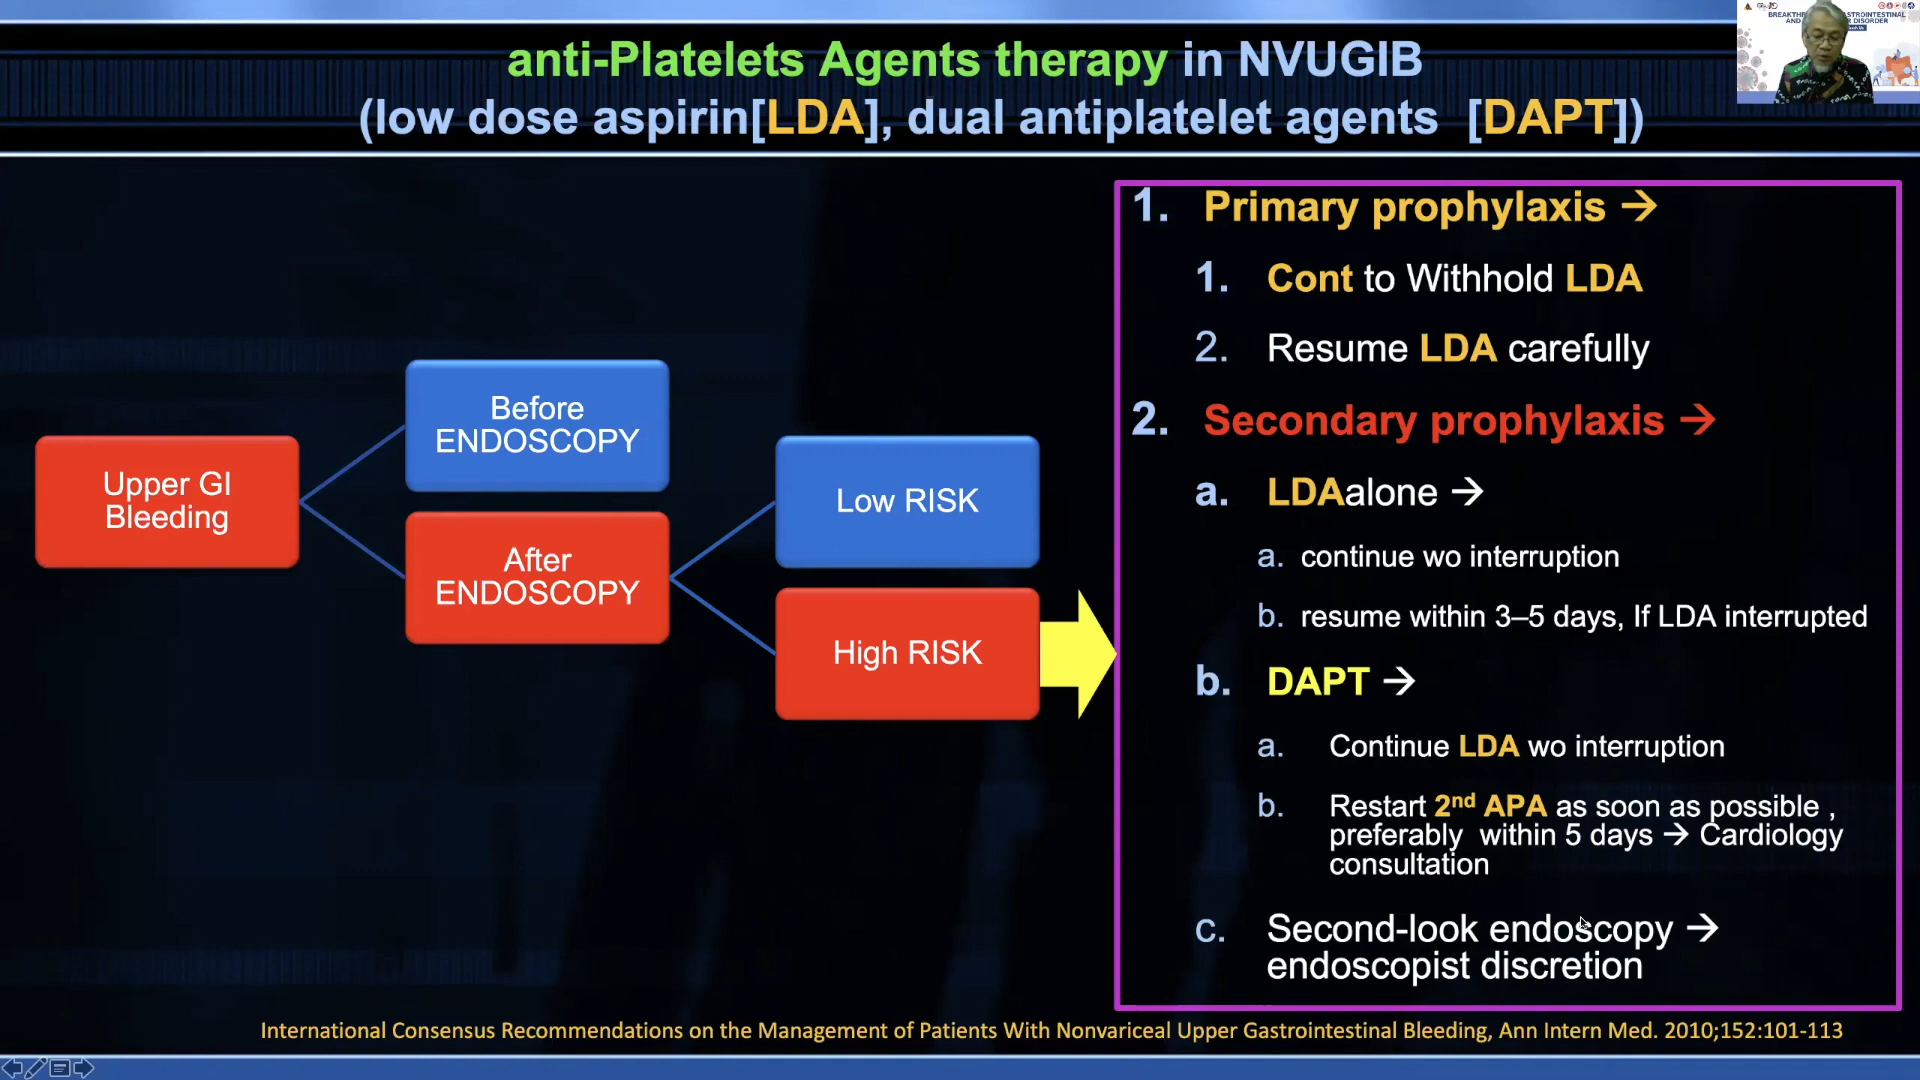 anti-Platelets Agents therapy in NVUGIB
(low dose aspirin[LDA], dual antiplatelet agents [DAPT])
Upper GI
Bleeding
Before
ENDOSCOPY
After
ENDOSCOPY
Low RISK
High RISK
1. Primary prophylaxis →
1. Cont to Withhold LDA
2. Resume LDA carefully
2. Secondary prophylaxis →
a. LDAalone →
a. continue wo interruption
b. resume within 3–5 days, If LDA interrupted
b. DAPT →
a. Continue LDA wo interruption
b. Restart 2nd APA as soon as possible ,
preferably within 5 days → Cardiology
consultation
c. Second-look endoscopy →
endoscopist discretion
International Consensus Recommendations on the Management of Patients With Nonvariceal Upper Gastrointestinal Bleeding, Ann Intern Med. 2010;152:101-113